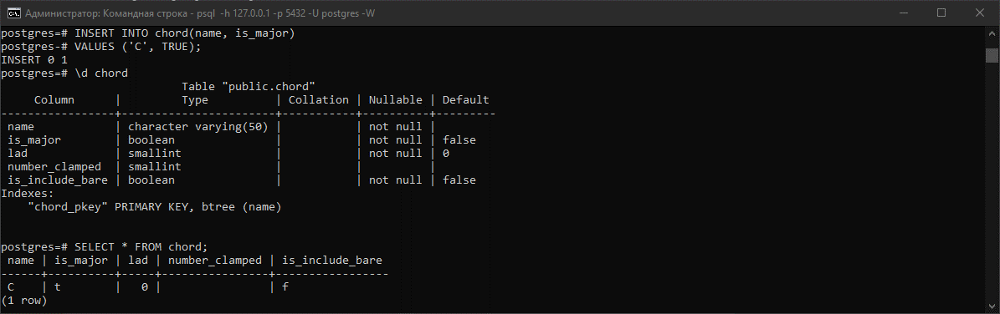 Администратор: Командная строка - psql -h 127.0.0.1 -p 5432 -U postgres -W
postgres=# INSERT INTO chord(name, is_major)
postgres-# VALUES ('C', TRUE);
INSERT 0 1
postgres=# \d chord
                           Table "public.chord"
     Column      |         Type          | Collation | Nullable | Default
-----------------+-----------------------+-----------+----------+---------
 name            | character varying(50) |           | not null |
 is_major        | boolean               |           | not null | false
 lad             | smallint              |           | not null | 0
 number_clamped  | smallint              |           |          |
 is_include_bare | boolean               |           | not null | false
Indexes:
    "chord_pkey" PRIMARY KEY, btree (name)
postgres=# SELECT * FROM chord;
 name | is_major | lad | number_clamped | is_include_bare
------+----------+-----+----------------+-----------------
 C    | t        |   0 |                | f
(1 row)